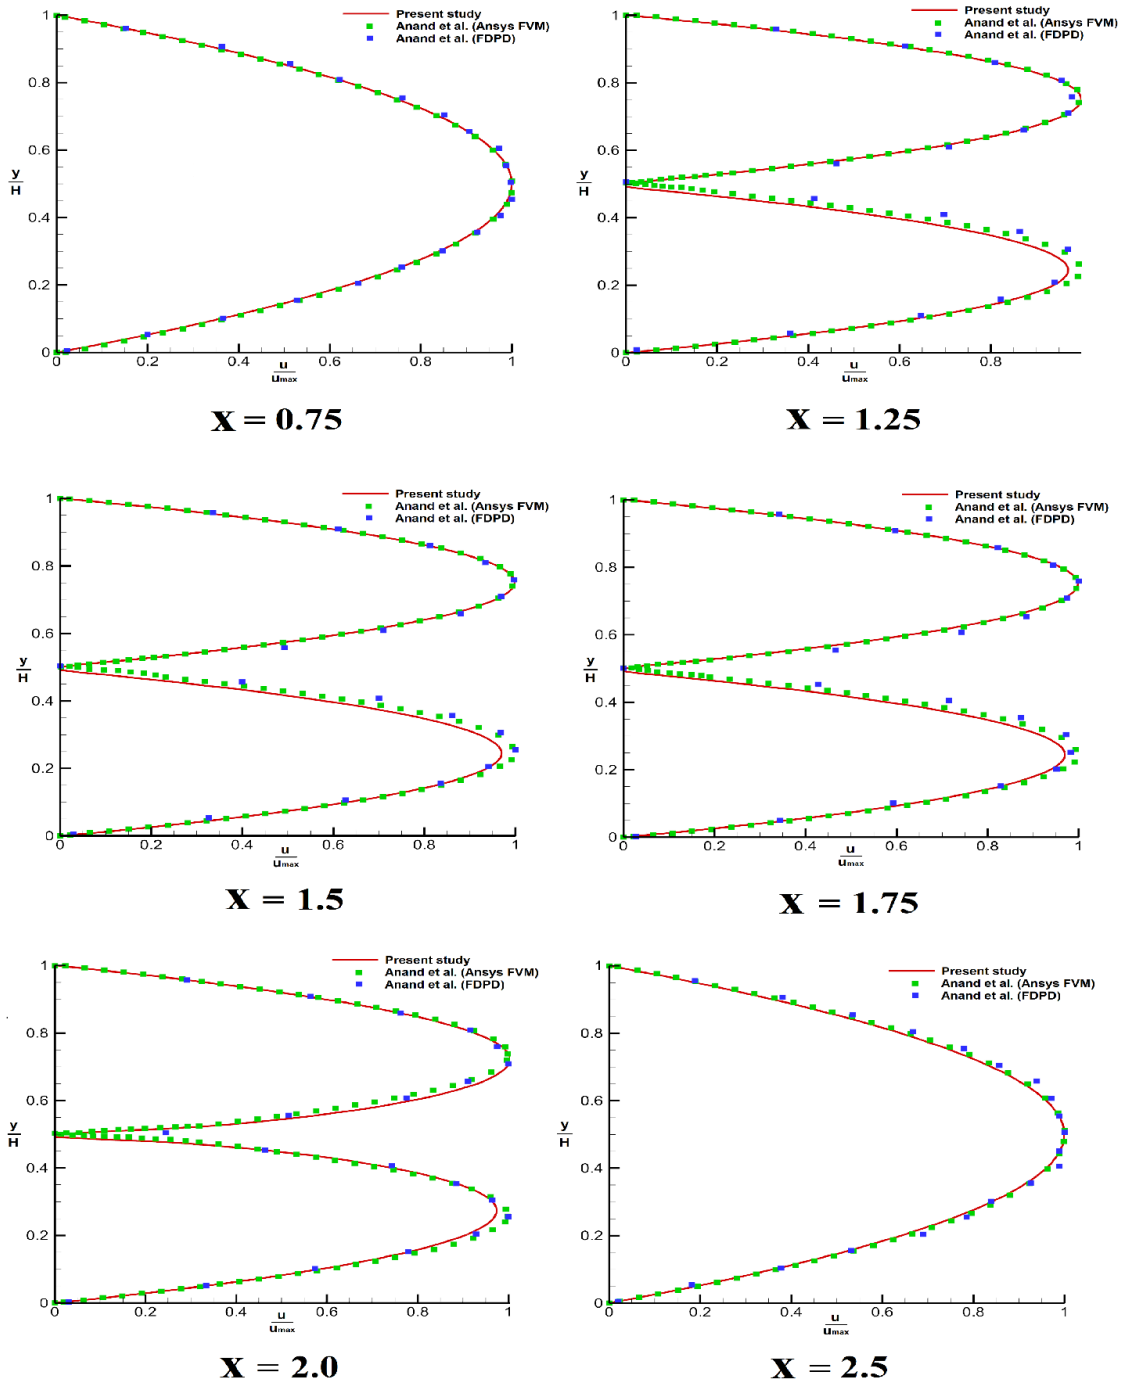 Present study
Anand et al. (Ansys FVM)
Anand et al. (FDPD)
1
0.8
0.6
y
H
0.4
0.2
0
0 0.2 0.4 0.6 0.8 1
u
umax
x = 0.75
Present study
Anand et al. (Ansys FVM)
Anand et al. (FDPD)
1
0.8
0.6
y
H
0.4
0.2
0
0 0.2 0.4 0.6 0.8
u
umax
x = 1.25
Present study
Anand et al. (Ansys FVM)
Anand et al. (FDPD)
1
0.8
0.6
y
H
0.4
0.2
0
0 0.2 0.4 0.6 0.8 1
u
umax
x = 1.5
Present study
Anand et al. (Ansys FVM)
Anand et al. (FDPD)
1
0.8
0.6
y
H
0.4
0.2
0
0 0.2 0.4 0.6 0.8 1
u
umax
x = 1.75
Present study
Anand et al. (Ansys FVM)
Anand et al. (FDPD)
1
0.8
0.6
y
H
0.4
0.2
0
0 0.2 0.4 0.6 0.8 1
u
umax
x = 2.0
Present study
Anand et al. (Ansys FVM)
Anand et al. (FDPD)
1
0.8
0.6
y
H
0.4
0.2
0
0 0.2 0.4 0.6 0.8 1
u
umax
x = 2.5